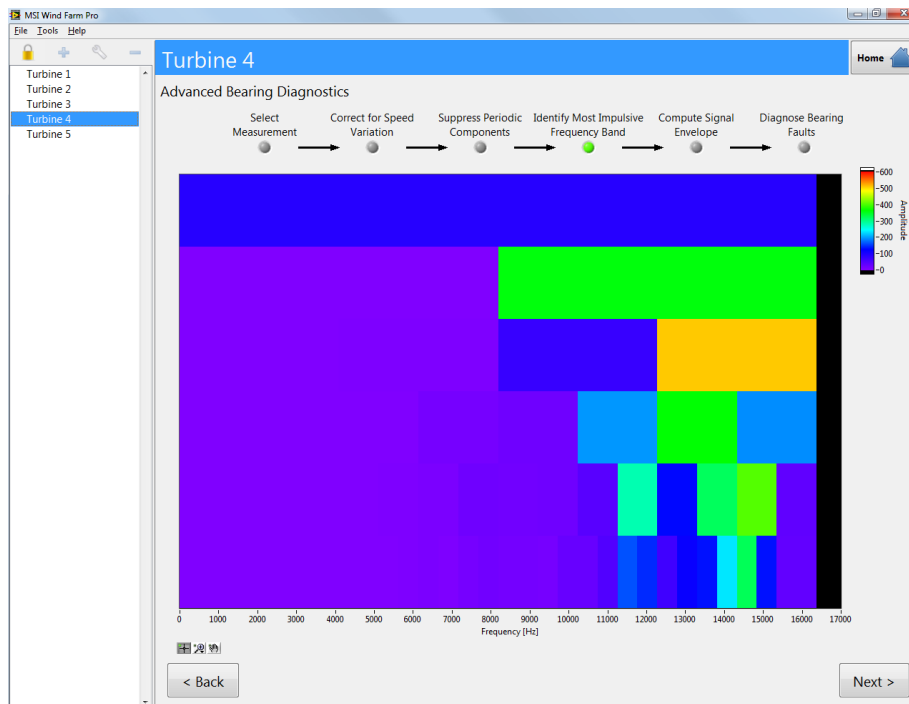 MSI Wind Farm Pro
File Tools Help
Turbine 1
Turbine 2
Turbine 3
Turbine 4
Turbine 5
Turbine 4
Home
Advanced Bearing Diagnostics
Select Measurement
Correct for Speed Variation
Suppress Periodic Components
Identify Most Impulsive Frequency Band
Compute Signal Envelope
Diagnose Bearing Faults
600
500
400
300
200
100
0
Amplitude
0 1000 2000 3000 4000 5000 6000 7000 8000 9000 10000 11000 12000 13000 14000 15000 16000 17000
Frequency [Hz]
< Back
Next >